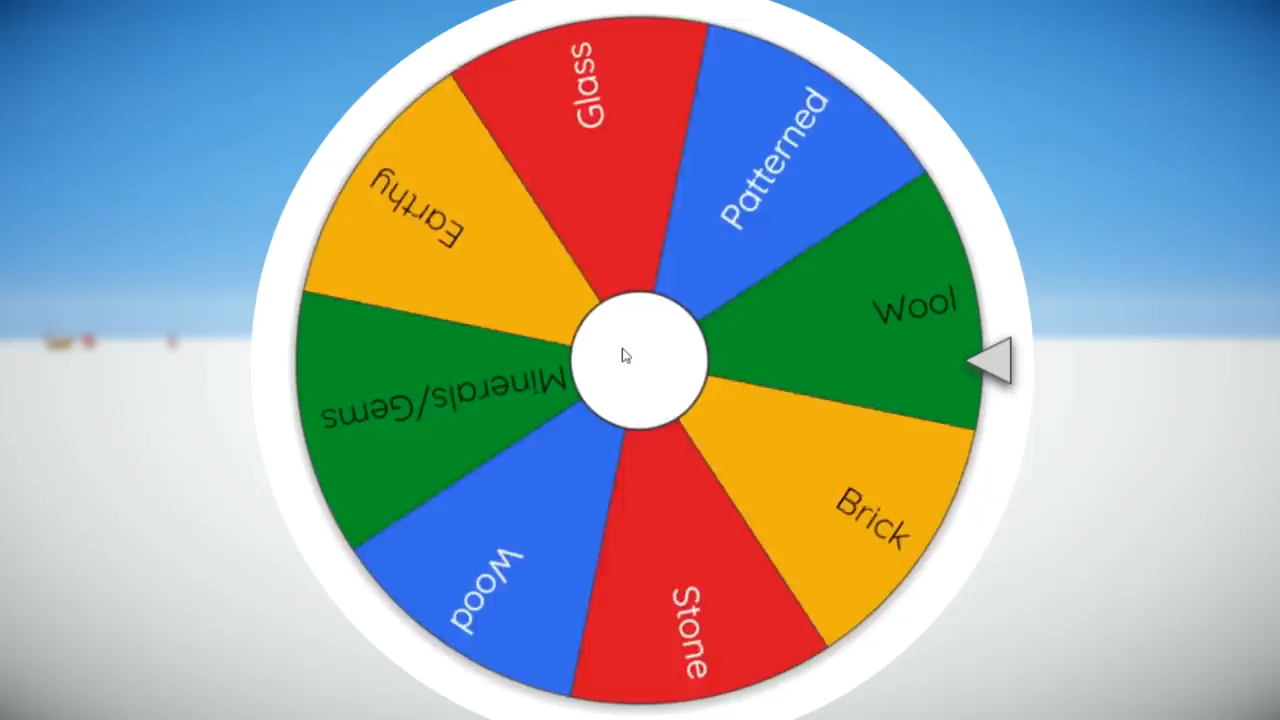 Glass
Patterned
Earthy
Wool
Minerals/Gems
Brick
Wood
Stone